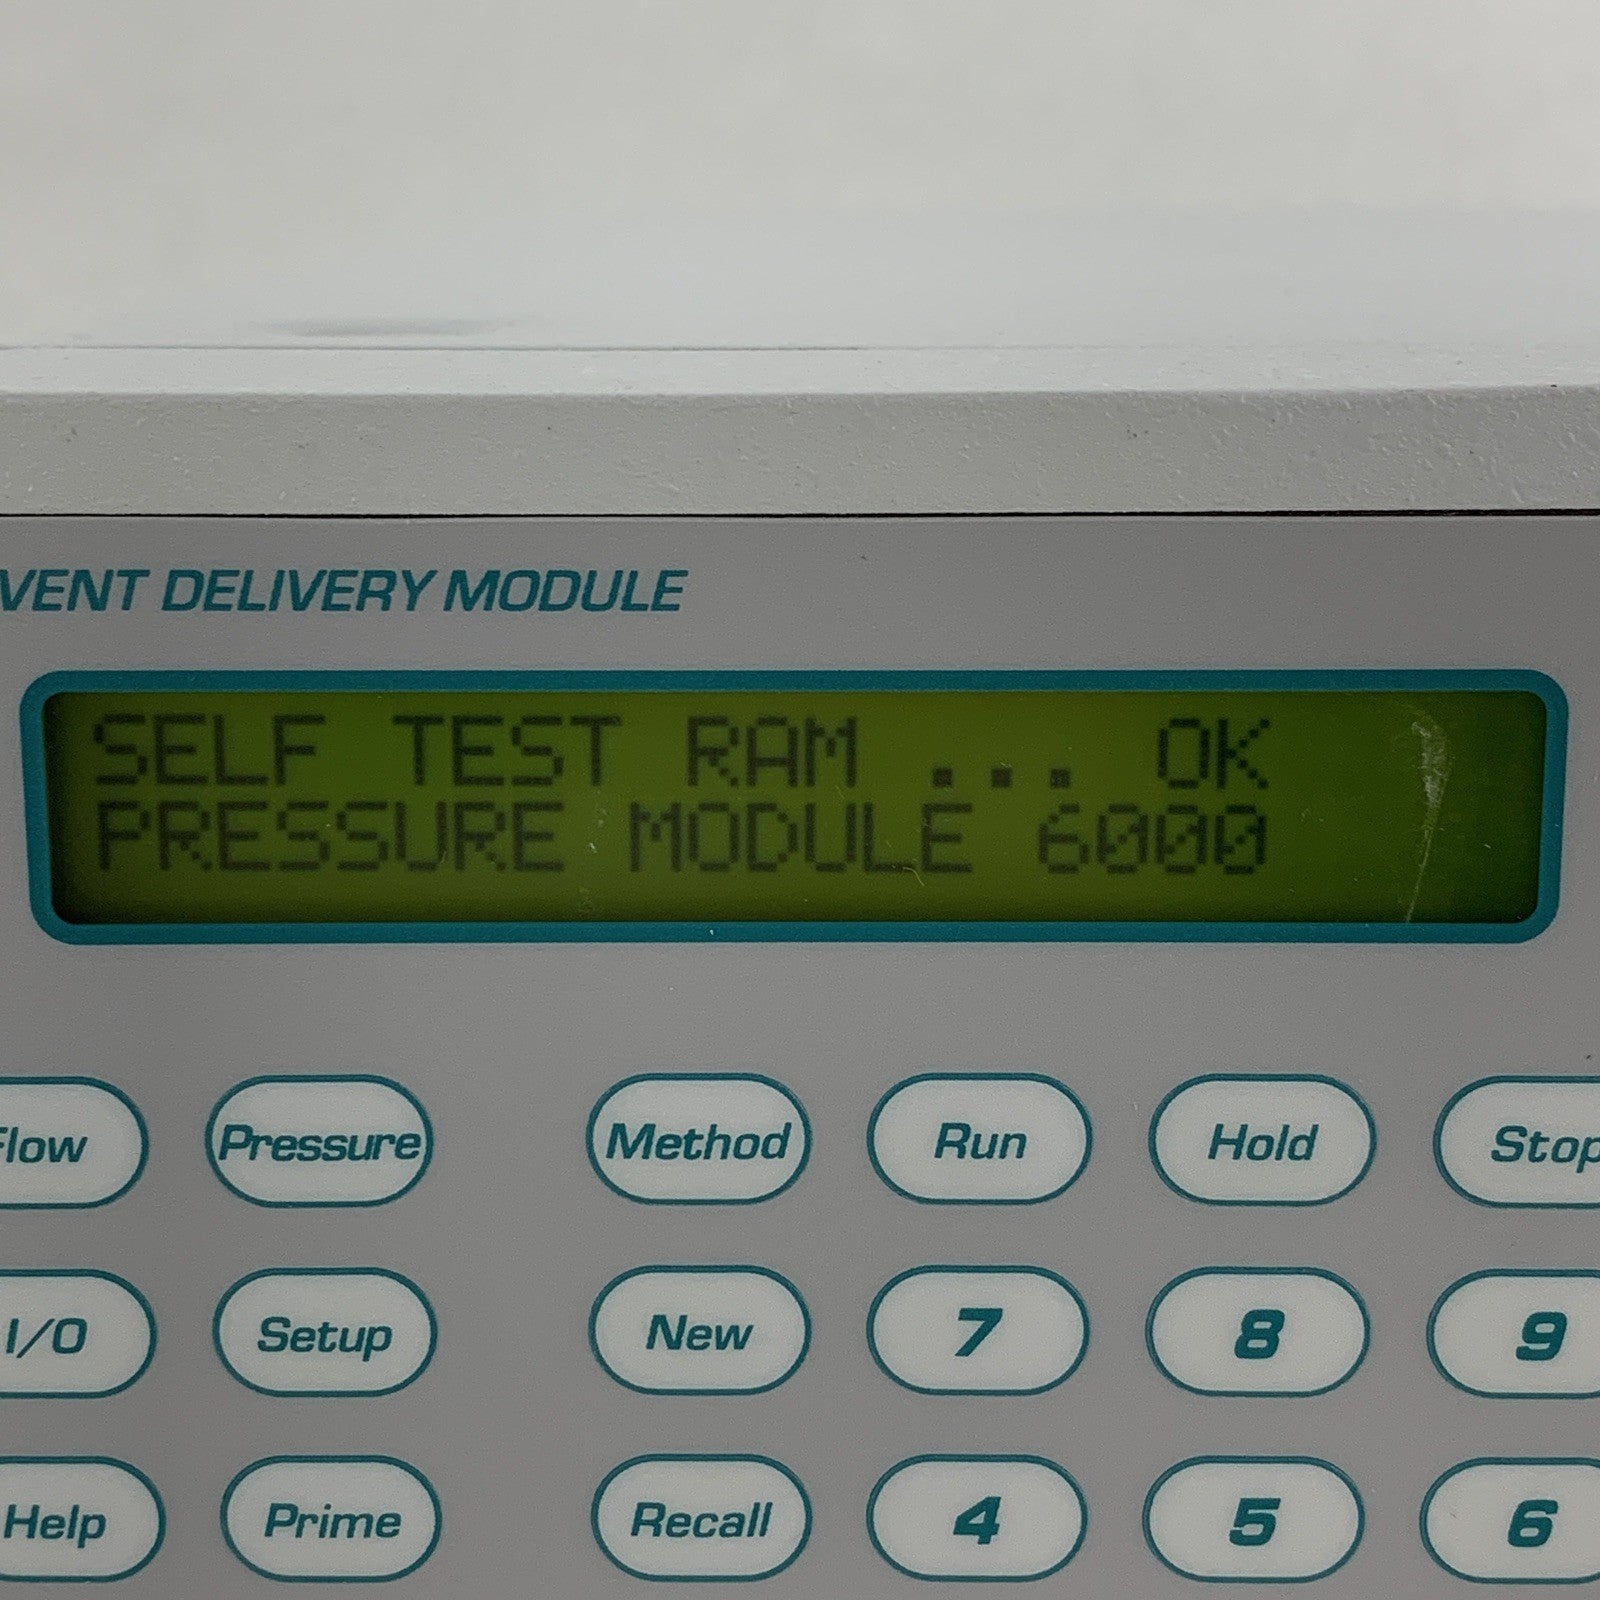 VENT DELIVERY MODULE
SELF TEST RAM ... OK
PRESSURE MODULE 6000
Flow Pressure Method Run Hold Stop
I/O Setup New 7 8 9
Help Prime Recall 4 5 6